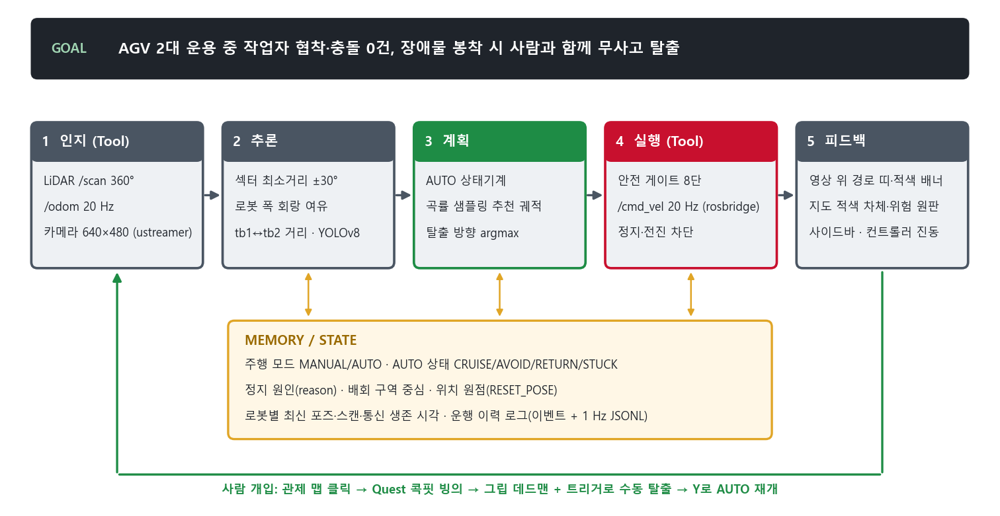 GOAL AGV 2대 운용 중 작업자 협착·충돌 0건, 장애물 봉착 시 사람과 함께 무사고 탈출
1 인지 (Tool)
LiDAR /scan 360°
/odom 20 Hz
카메라 640×480 (ustreamer)
2 추론
섹터 최소거리 ±30°
로봇 폭 회랑 여유
tb1↔tb2 거리 · YOLOv8
3 계획
AUTO 상태기계
곡률 샘플링 추천 궤적
탈출 방향 argmax
4 실행 (Tool)
안전 게이트 8단
/cmd_vel 20 Hz (rosbridge)
정지·전진 차단
5 피드백
영상 위 경로 띠·적색 배너
지도 적색 차체·위험 원판
사이드바 · 컨트롤러 진동
MEMORY / STATE
주행 모드 MANUAL/AUTO · AUTO 상태 CRUISE/AVOID/RETURN/STUCK
정지 원인(reason) · 배회 구역 중심 · 위치 원점(RESET_POSE)
로봇별 최신 포즈·스캔·통신 생존 시각 · 운행 이력 로그(이벤트 + 1 Hz JSONL)
사람 개입: 관제 맵 클릭 → Quest 콕핏 빙의 → 그립 데드맨 + 트리거로 수동 탈출 → Y로 AUTO 재개